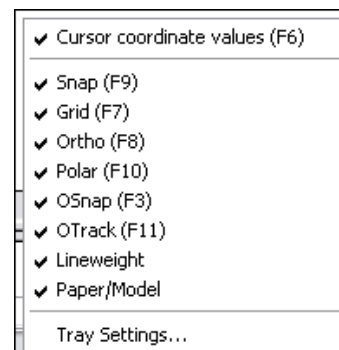 Cursor coordinate values (F6)
Snap (F9)
Grid (F7)
Ortho (F8)
Polar (F10)
OSnap (F3)
OTrack (F11)
Lineweight
Paper/Model
Tray Settings...